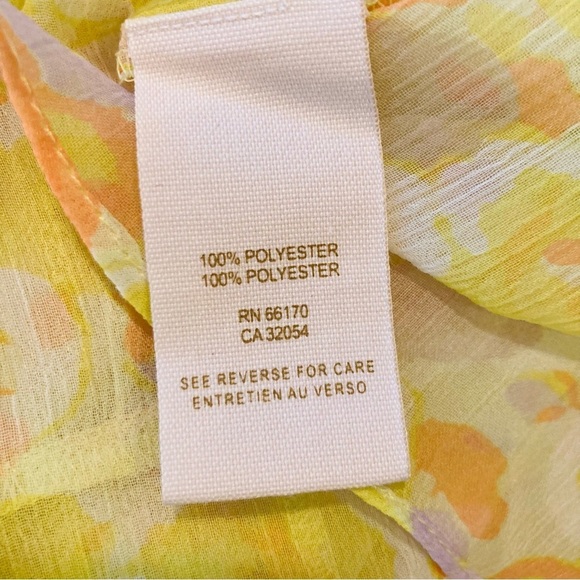 100% POLYESTER
100% POLYESTER
RN 66170
CA 32054
SEE REVERSE FOR CARE
ENTRETIEN AU VERSO